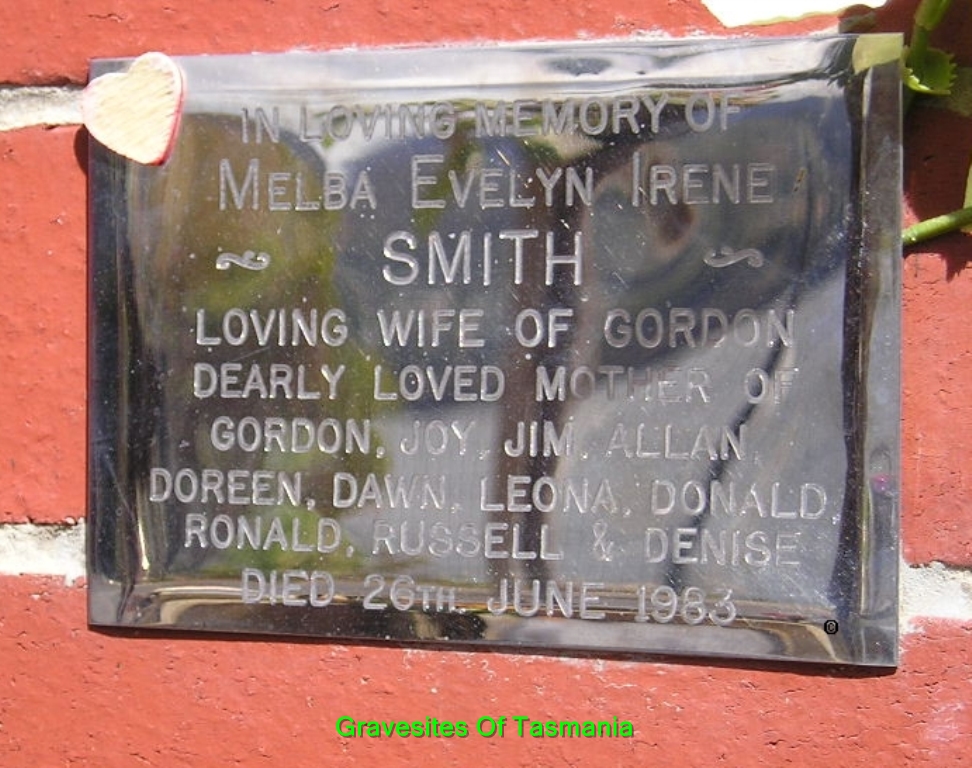 IN LOVING MEMORY OF
MELBA EVELYN IRENE
SMITH
LOVING WIFE OF GORDON
DEARLY LOVED MOTHER OF
GORDON, JOY, JIM, ALLAN,
DOREEN, DAWN, LEONA, DONALD,
RONALD, RUSSELL & DENISE
DIED 26TH JUNE 1983
©
Gravesites Of Tasmania